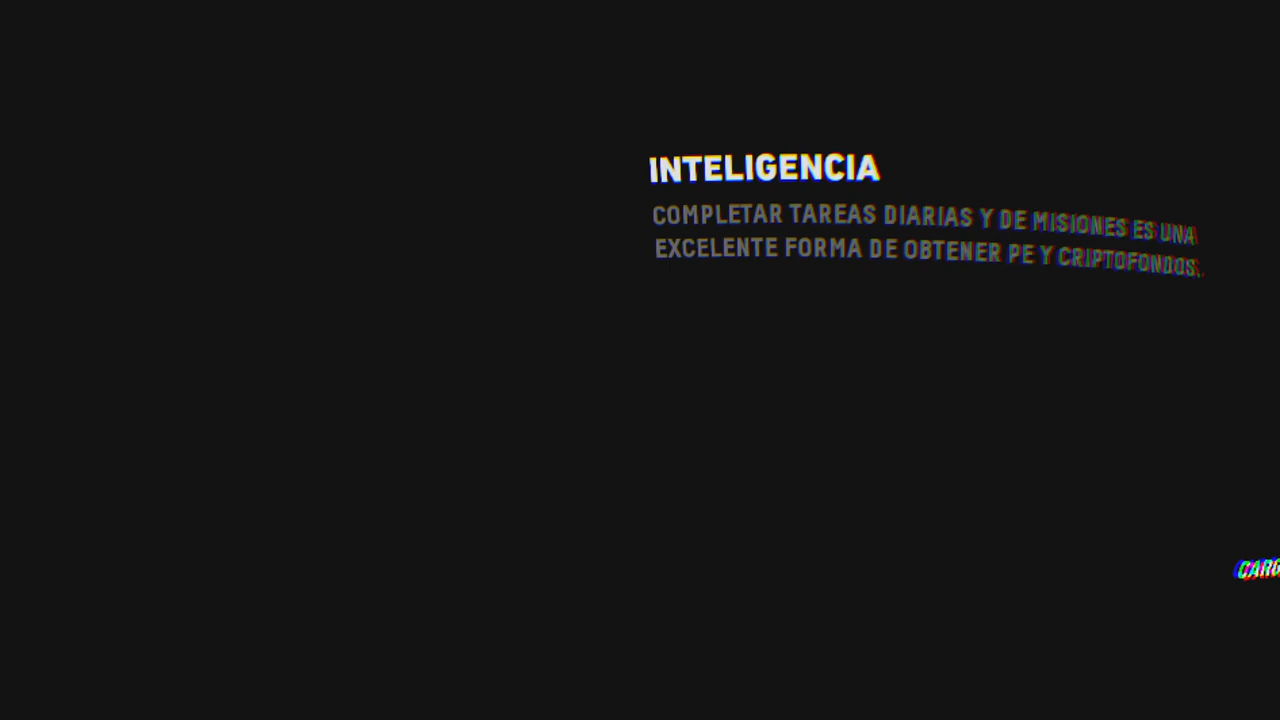 INTELIGENCIA
COMPLETAR TAREAS DIARIAS Y DE MISIONES ES UNA
EXCELENTE FORMA DE OBTENER PE Y CRIPTOFONDOS.